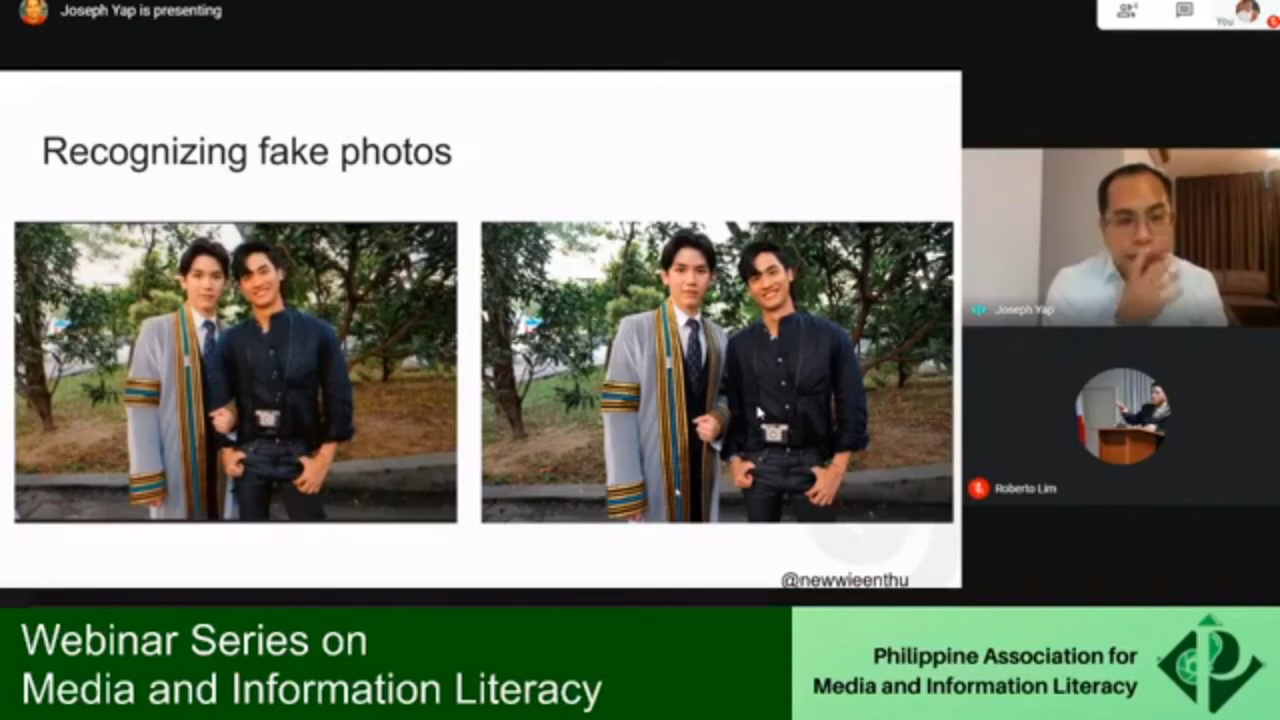 Joseph Yap is presenting
You
Recognizing fake photos
Joseph Yap
Roberto Lim
@newwieenthu
Webinar Series on
Media and Information Literacy
Philippine Association for
Media and Information Literacy